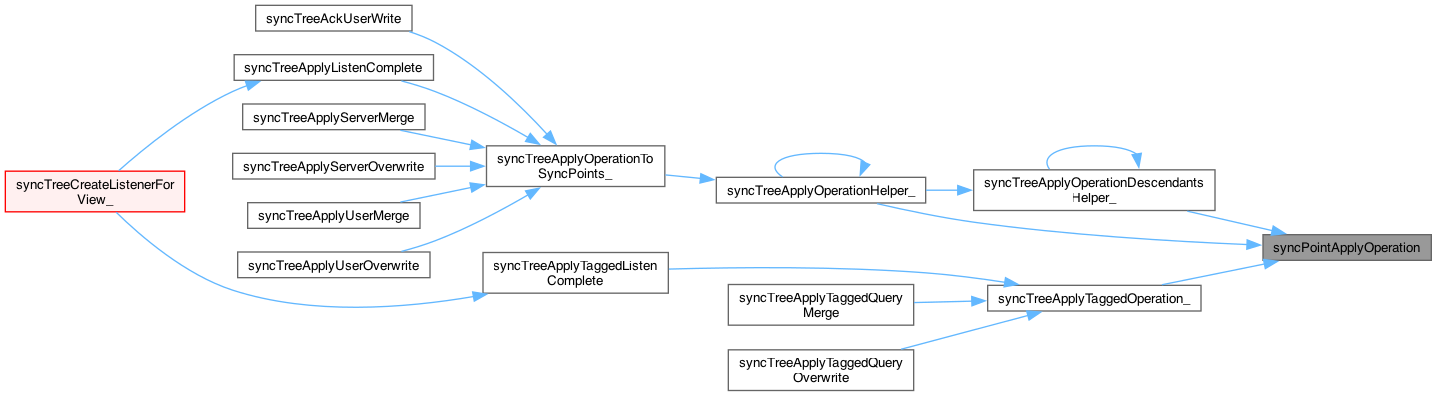 syncTreeAckUserWrite
syncTreeApplyListenComplete
syncTreeApplyServerMerge
syncTreeApplyServerOverwrite
syncTreeCreateListenerFor
View_
syncTreeApplyUserMerge
syncTreeApplyUserOverwrite
syncTreeApplyOperationTo
SyncPoints_
syncTreeApplyTaggedListen
Complete
syncTreeApplyOperationHelper_
syncTreeApplyTaggedQuery
Merge
syncTreeApplyTaggedQuery
Overwrite
syncTreeApplyOperationDescendants
Helper_
syncTreeApplyTaggedOperation_
syncPointApplyOperation